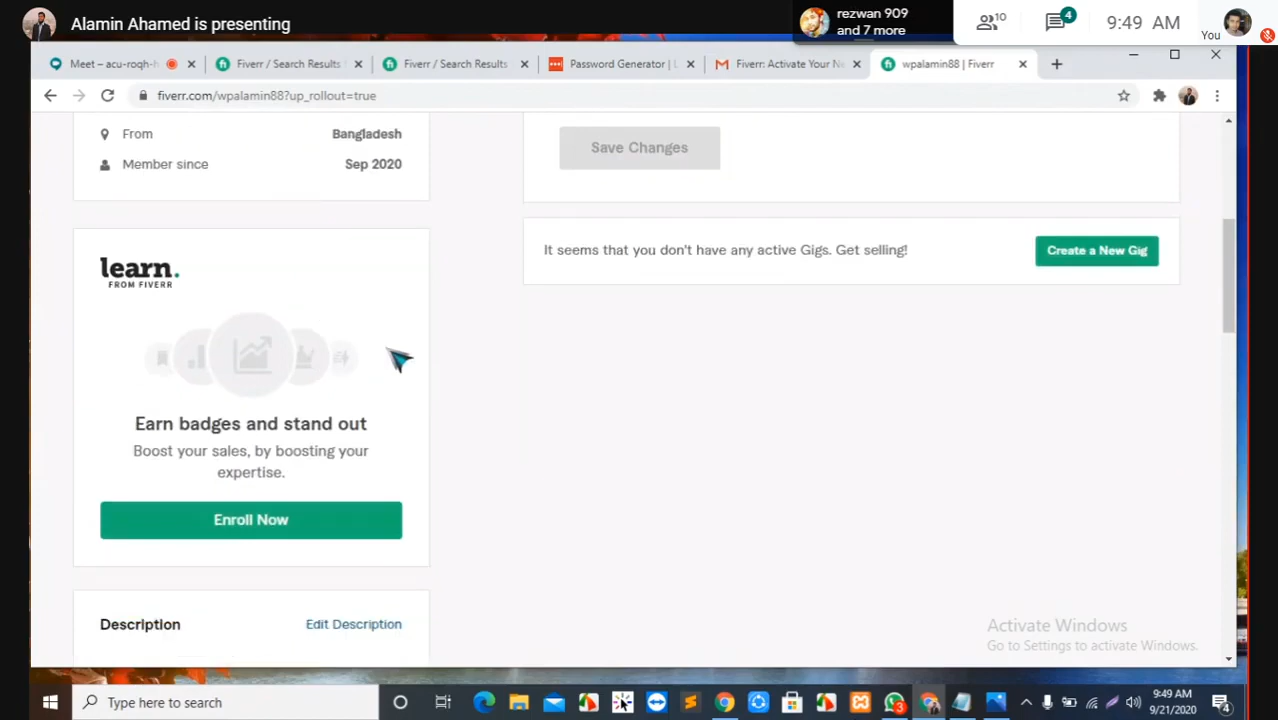 Alamin Ahamed is presenting
rezwan 909
and 7 more
10
4
9:49 AM
You
Meet – acu-roqh-
Fiverr / Search Results
Fiverr / Search Results
Password Generator | L
Fiverr: Activate Your Ne
wpalamin88 | Fiverr
fiverr.com/wpalamin88?up_rollout=true
From
Bangladesh
Member since
Sep 2020
Save Changes
It seems that you don't have any active Gigs. Get selling!
Create a New Gig
learn.
FROM FIVERR
Earn badges and stand out
Boost your sales, by boosting your
expertise.
Enroll Now
Description
Edit Description
Activate Windows
Go to Settings to activate Windows.
Type here to search
3
9:49 AM
9/21/2020
4